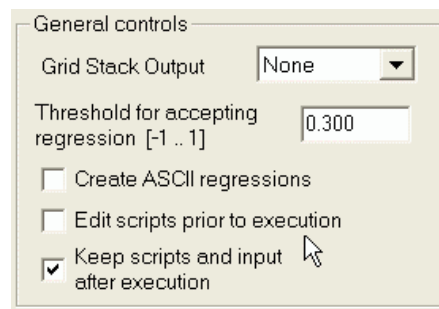 General controls
Grid Stack Output None
Threshold for accepting
regression [-1 .. 1] 0.300
Create ASCII regressions
Edit scripts prior to execution
Keep scripts and input
after execution